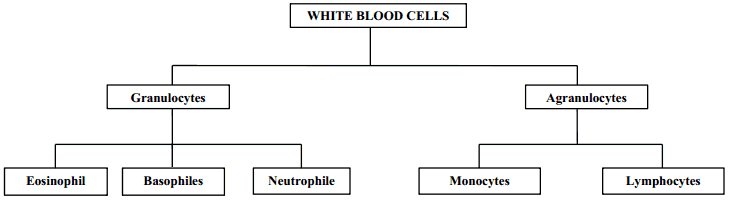 WHITE BLOOD CELLS
Granulocytes
Agranulocytes
Eosinophil
Basophiles
Neutrophile
Monocytes
Lymphocytes